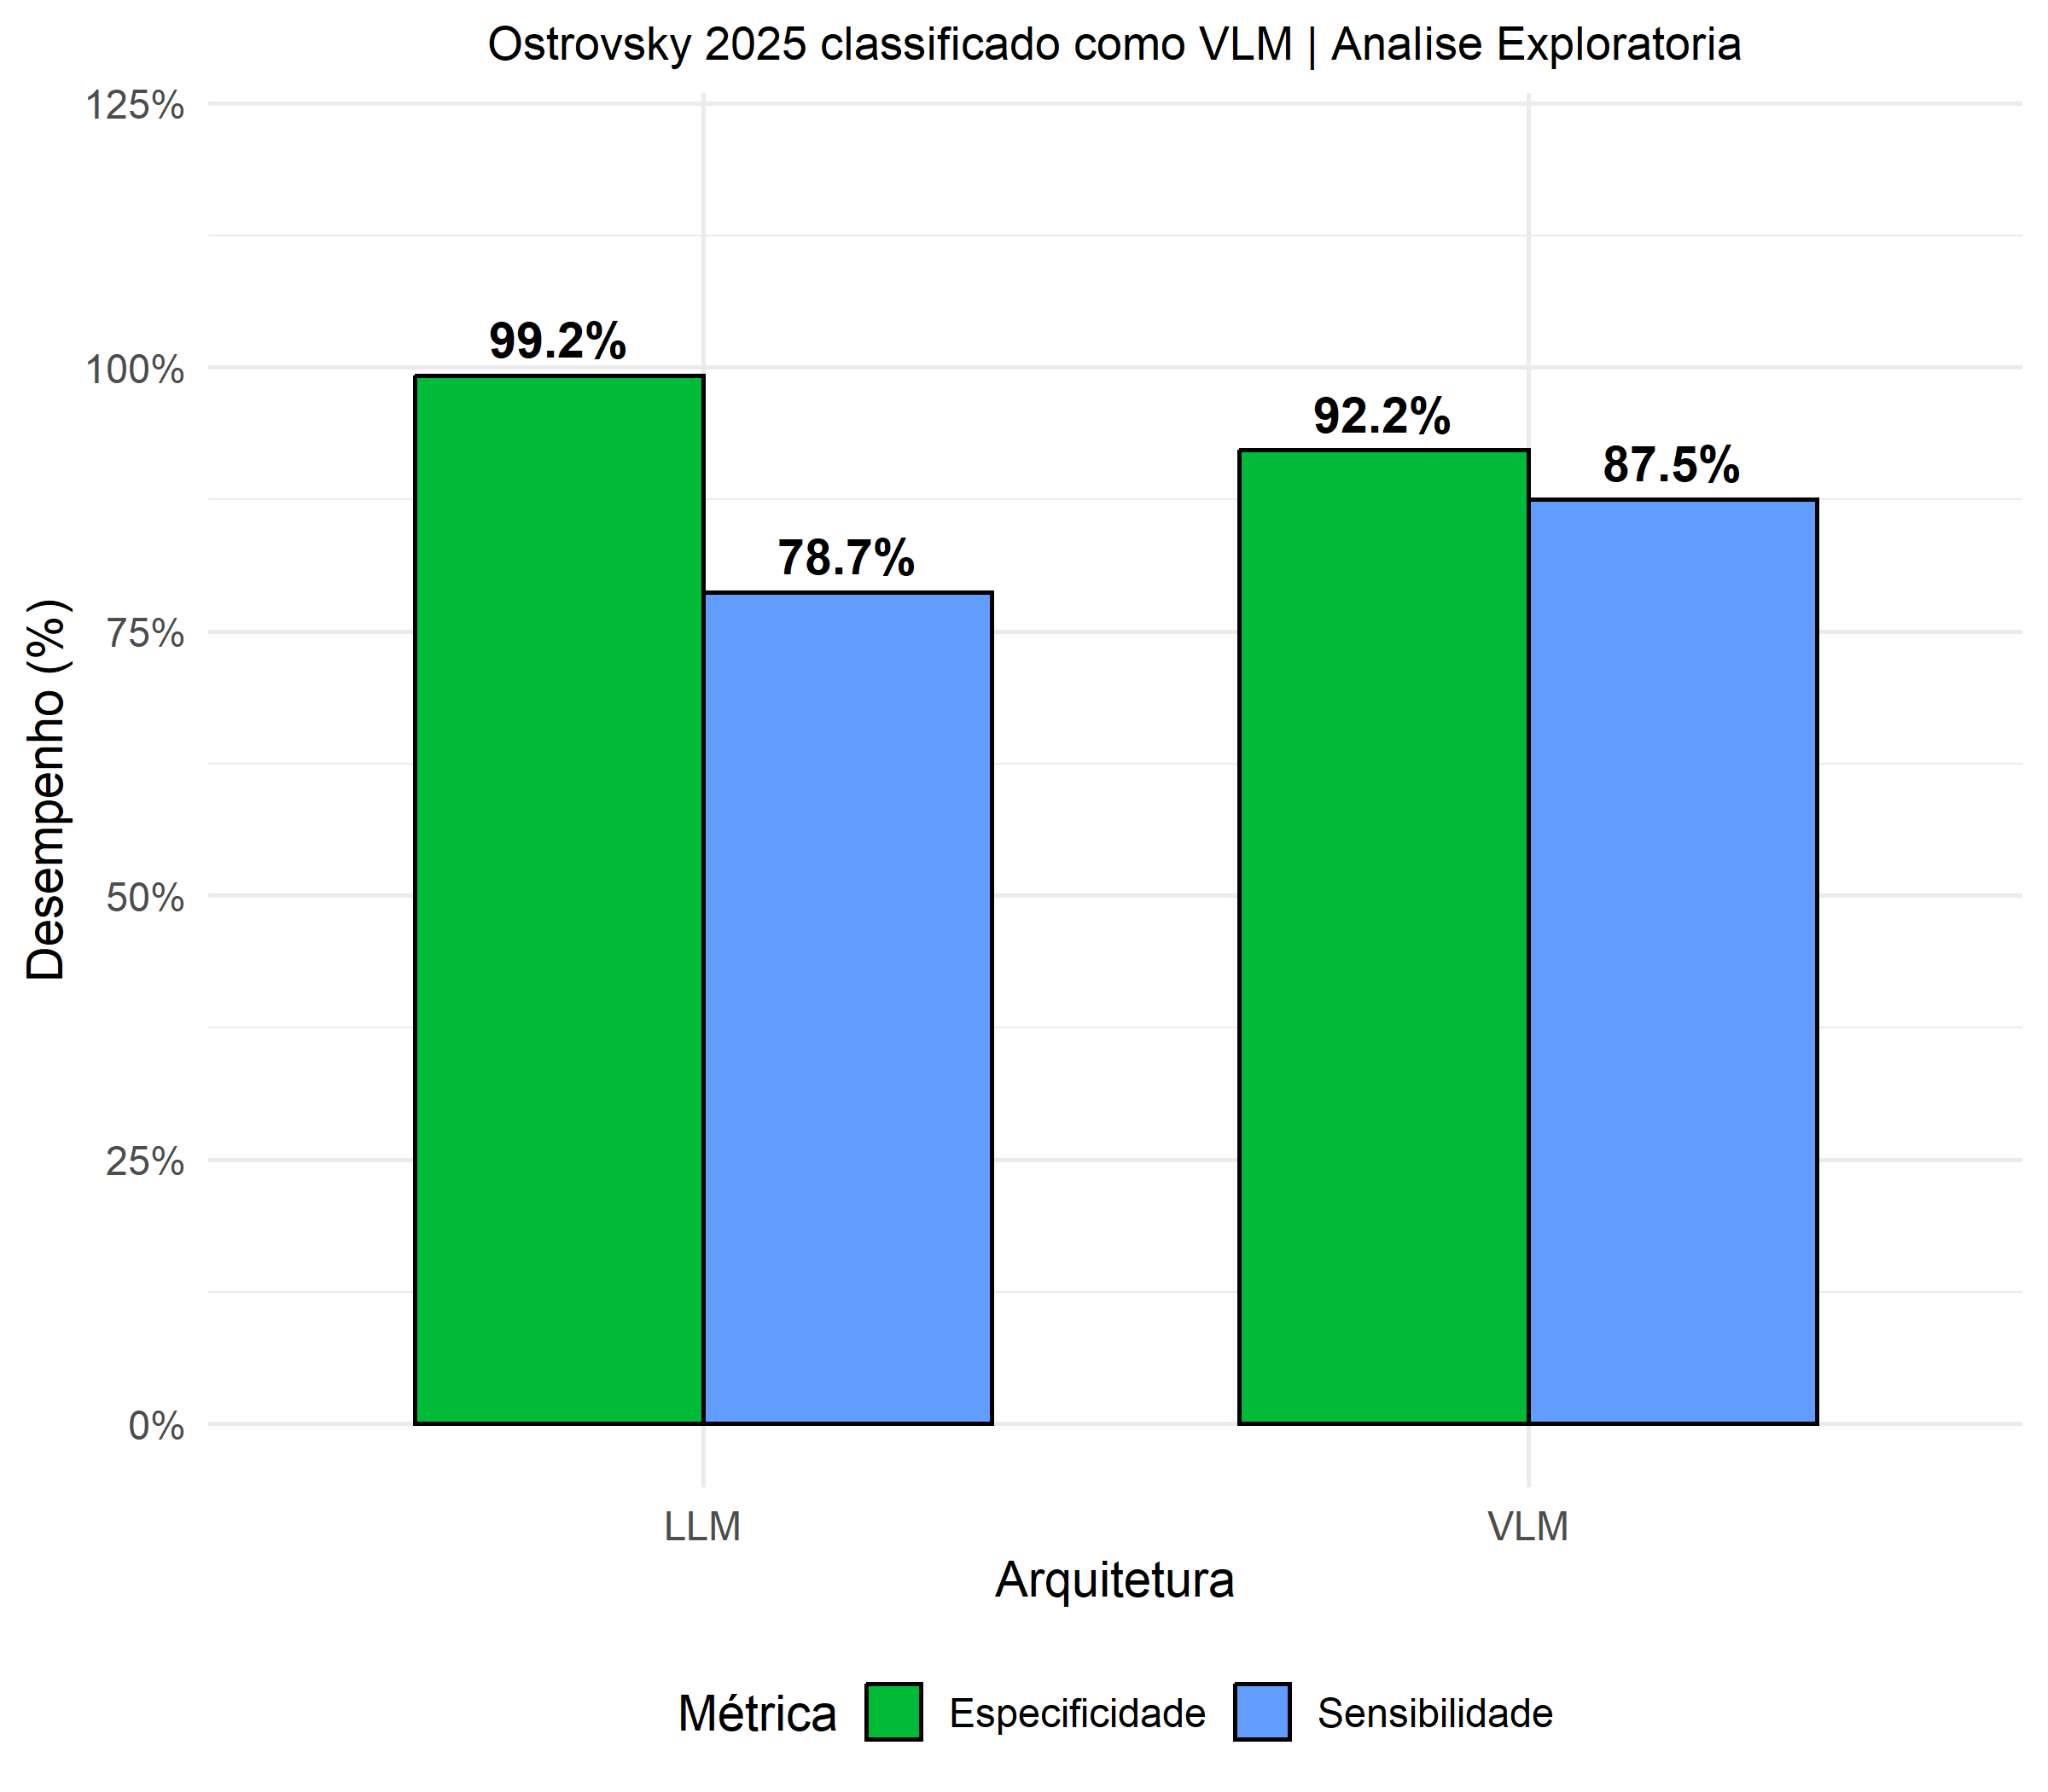 Ostrovsky 2025 classificado como VLM | Analise Exploratoria
125%
100%
75%
50%
25%
0%
Desempenho (%)
99.2%
78.7%
92.2%
87.5%
LLM
VLM
Arquitetura
Métrica Especificidade Sensibilidade